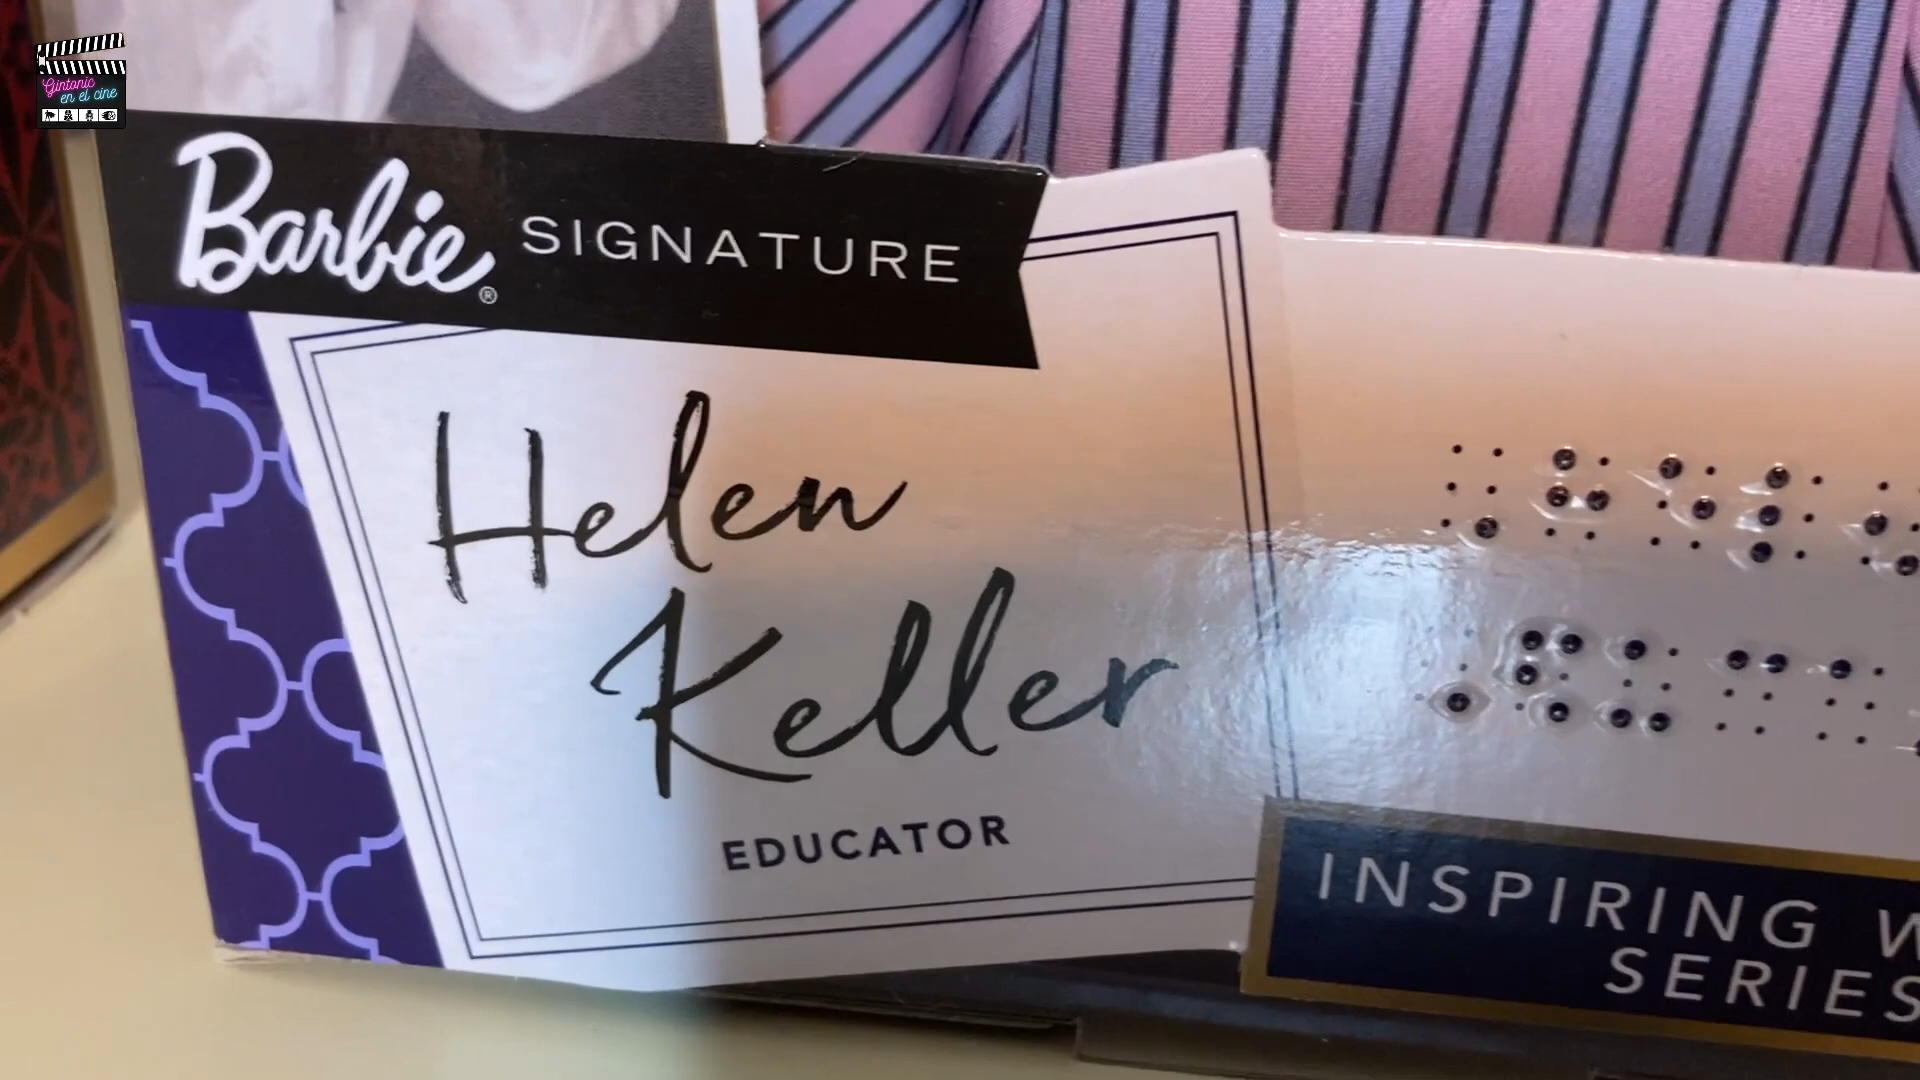 Gintonic
en el cine
Barbie® SIGNATURE
Helen
Keller
EDUCATOR
⠠⠓⠑⠇⠢
⠠⠫⠥⠉⠁
INSPIRING W
SERIES